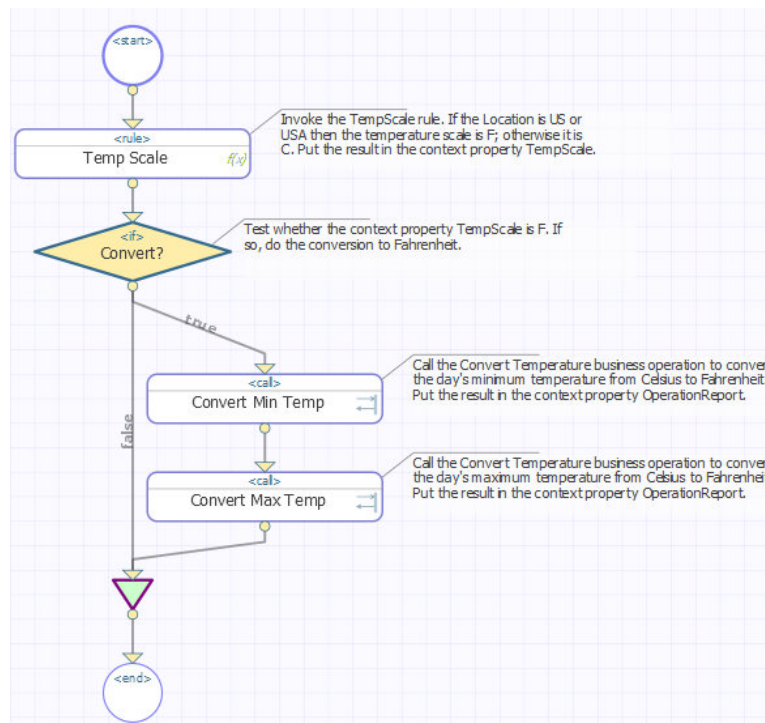 <start>
Invoke the TempScale rule. If the Location is US or
USA then the temperature scale is F; otherwise it is
C. Put the result in the context property TempScale.
<rule>
Temp Scale
f(x)
Test whether the context property TempScale is F. If
so, do the conversion to Fahrenheit.
<if>
Convert?
true
false
Call the Convert Temperature business operation to conver
the day's minimum temperature from Celsius to Fahrenheit
Put the result in the context property OperationReport.
<call>
Convert Min Temp
Call the Convert Temperature business operation to conver
the day's maximum temperature from Celsius to Fahrenhei
Put the result in the context property OperationReport.
<call>
Convert Max Temp
<end>